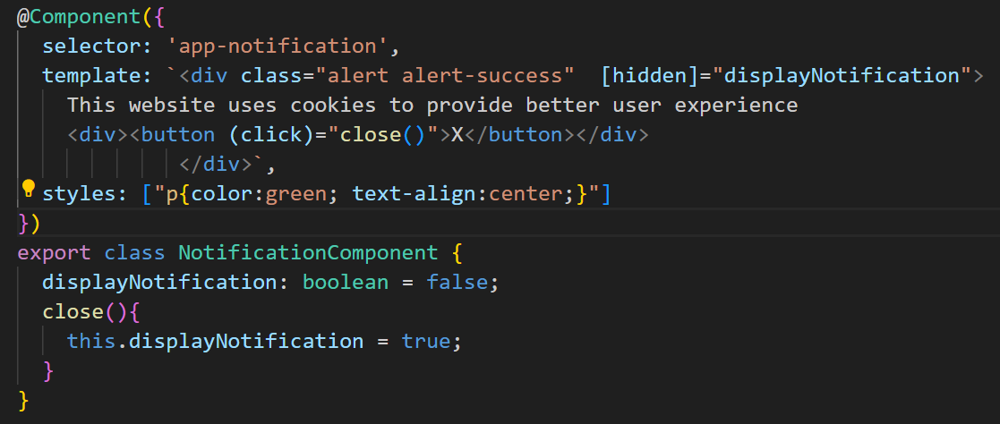 @Component({
  selector: 'app-notification',
  template: `<div class="alert alert-success"  [hidden]="displayNotification">
    This website uses cookies to provide better user experience
    <div><button (click)="close()">X</button></div>
             </div>`,
  styles: ["p{color:green; text-align:center;}"]
})
export class NotificationComponent {
  displayNotification: boolean = false;
  close(){
    this.displayNotification = true;
  }
}